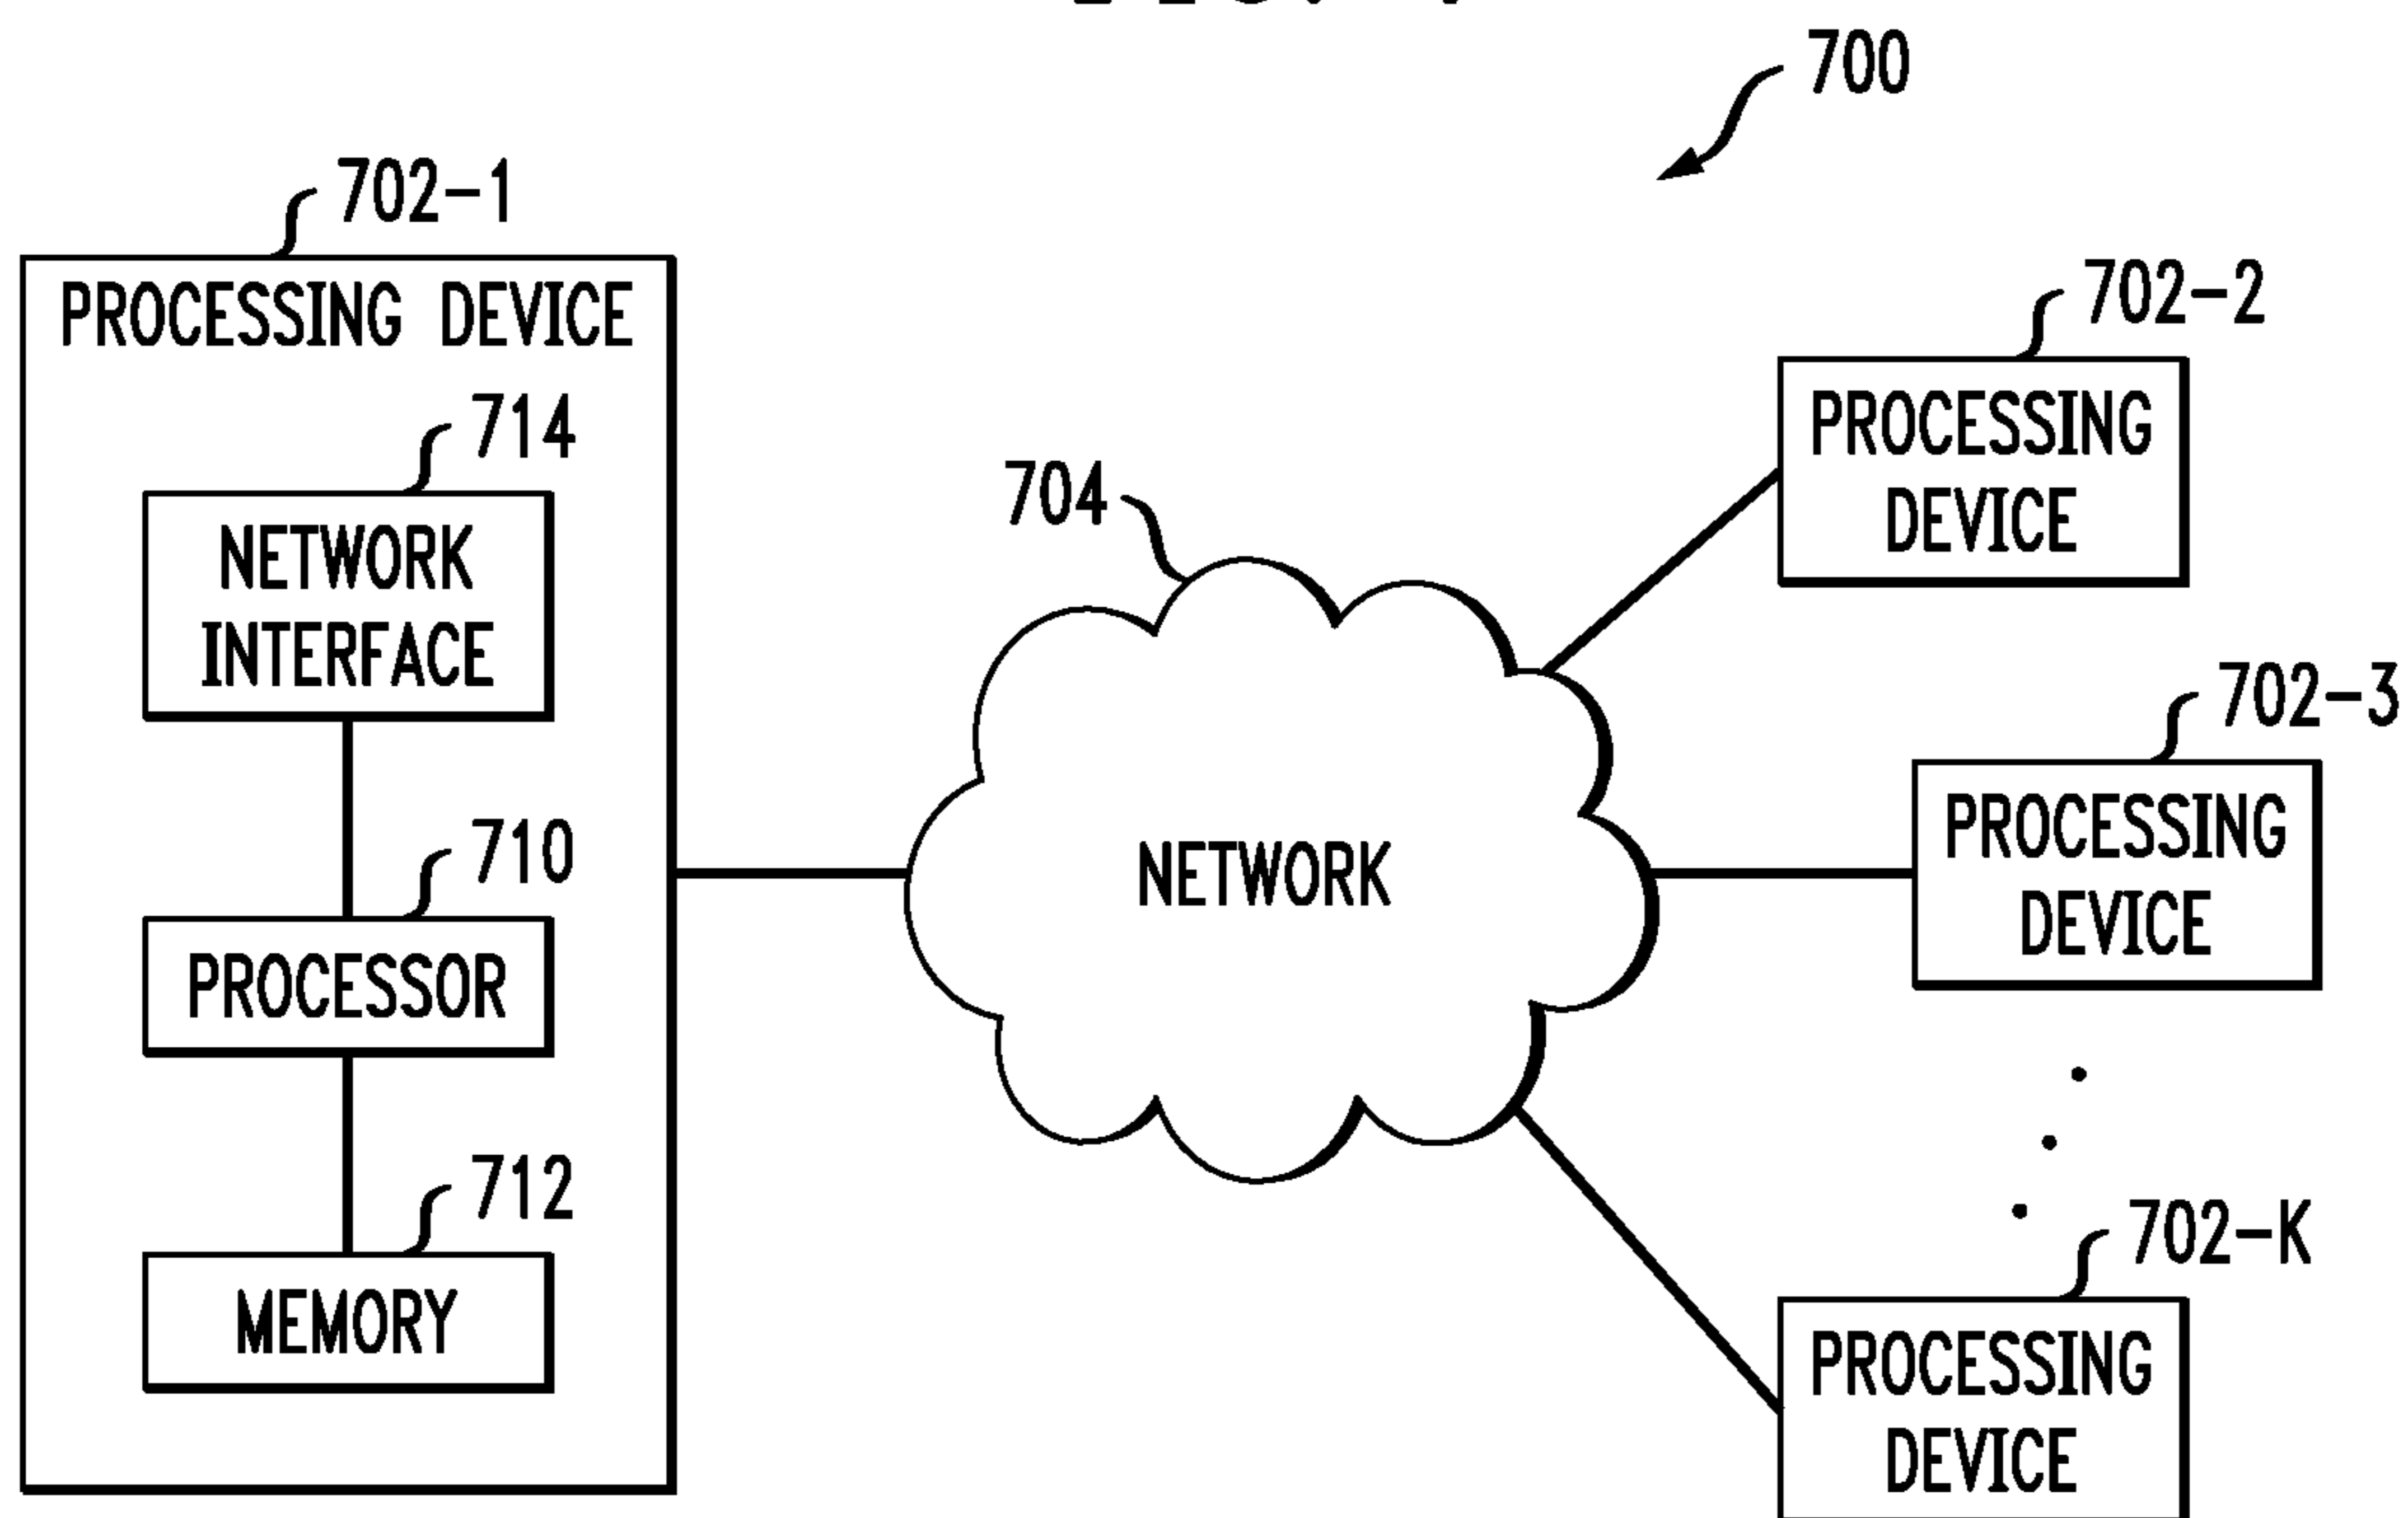 700
702-1
PROCESSING DEVICE
714
NETWORK
INTERFACE
710
PROCESSOR
712
MEMORY
704
NETWORK
702-2
PROCESSING
DEVICE
702-3
PROCESSING
DEVICE
702-K
PROCESSING
DEVICE